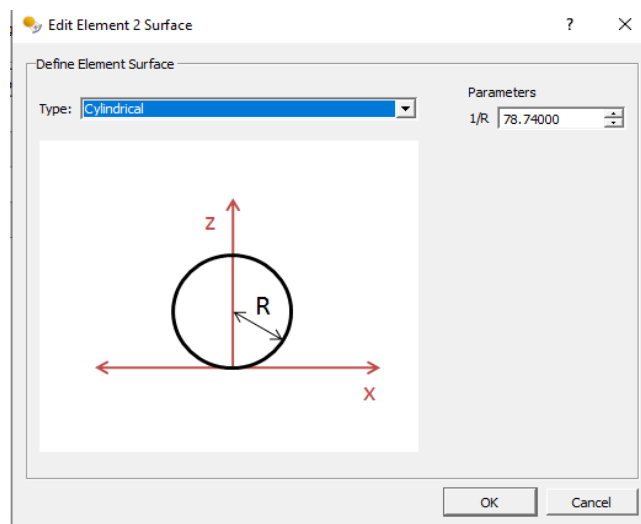 Edit Element 2 Surface ? ×
Define Element Surface
Type: Cylindrical
Parameters
1/R 78.74000
z
R
x
OK Cancel